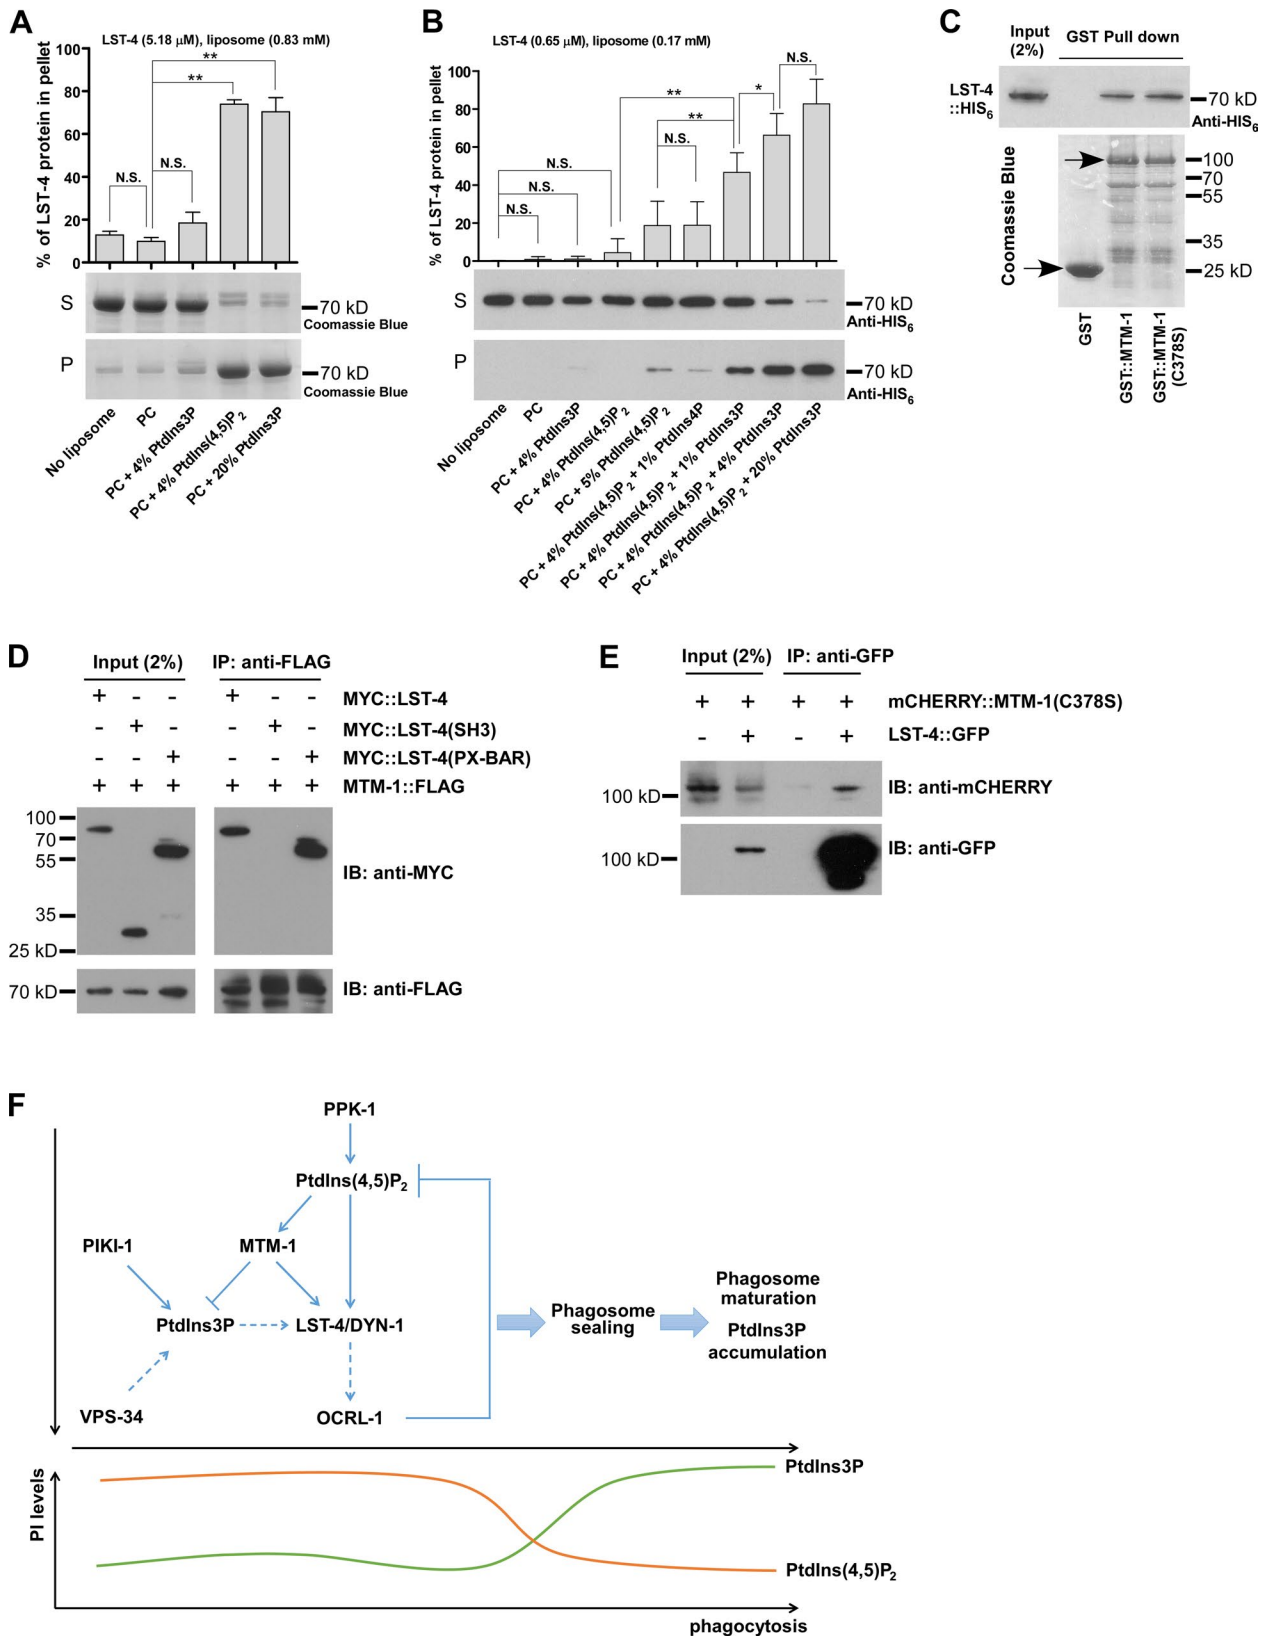 A
LST-4 (5.18 μM), liposome (0.83 mM)
% of LST-4 protein in pellet
100
80
60
40
20
0
N.S.
N.S.
**
**
S
70 kD
Coomassie Blue
P
70 kD
Coomassie Blue
No liposome
PC
PC + 4% PtdIns3P
PC + 4% PtdIns(4,5)P2
PC + 20% PtdIns3P
B
LST-4 (0.65 μM), liposome (0.17 mM)
% of LST-4 protein in pellet
100
80
60
40
20
0
N.S.
N.S.
N.S.
**
**
N.S.
*
N.S.
S
70 kD
Anti-HIS6
P
70 kD
Anti-HIS6
No liposome
PC
PC + 4% PtdIns3P
PC + 4% PtdIns(4,5)P2
PC + 5% PtdIns(4,5)P2
PC + 4% PtdIns(4,5)P2 + 1% PtdIns4P
PC + 4% PtdIns(4,5)P2 + 1% PtdIns3P
PC + 4% PtdIns(4,5)P2 + 4% PtdIns3P
PC + 4% PtdIns(4,5)P2 + 20% PtdIns3P
C
Input
(2%)
GST Pull down
LST-4
::HIS6
70 kD
Anti-HIS6
Coomassie Blue
100
70
55
35
25 kD
GST
GST::MTM-1
GST::MTM-1
(C378S)
D
Input (2%) IP: anti-FLAG
+ - - + - - MYC::LST-4
- + - - + - MYC::LST-4(SH3)
- - + - - + MYC::LST-4(PX-BAR)
+ + + + + + MTM-1::FLAG
100
70
55
35
25 kD
IB: anti-MYC
70 kD
IB: anti-FLAG
E
Input (2%) IP: anti-GFP
+ + + + mCHERRY::MTM-1(C378S)
- + - + LST-4::GFP
100 kD
IB: anti-mCHERRY
100 kD
IB: anti-GFP
F
PPK-1
PtdIns(4,5)P2
PIKI-1
MTM-1
PtdIns3P
LST-4/DYN-1
VPS-34
OCRL-1
Phagosome
sealing
Phagosome
maturation
PtdIns3P
accumulation
PI levels
PtdIns3P
PtdIns(4,5)P2
phagocytosis